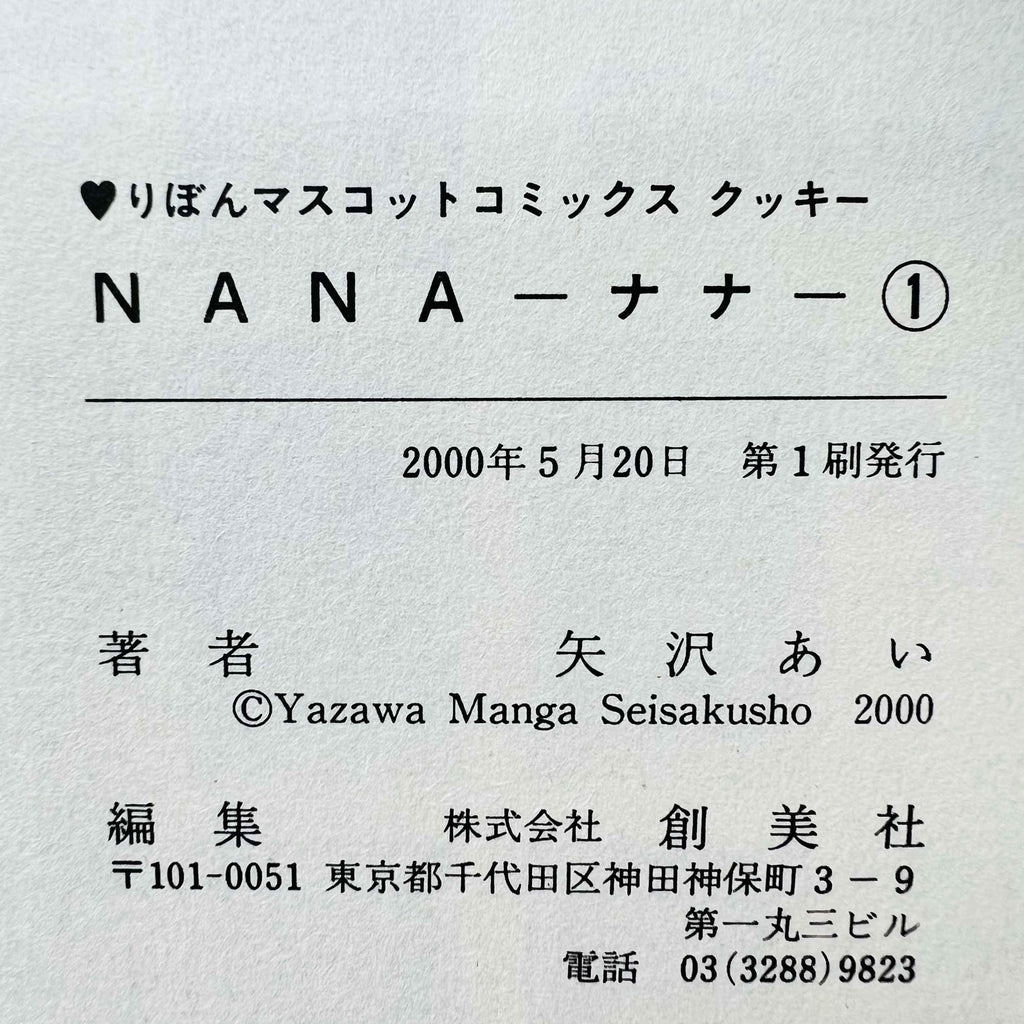 ♥りぼんマスコットコミックス クッキー
NANA—ナナ—①
2000年5月20日 第1刷発行
著者 矢沢あい
©Yazawa Manga Seisakusho 2000
編集 株式会社 創美社
〒101-0051 東京都千代田区神田神保町3－9
第一丸三ビル
電話 03(3288)9823